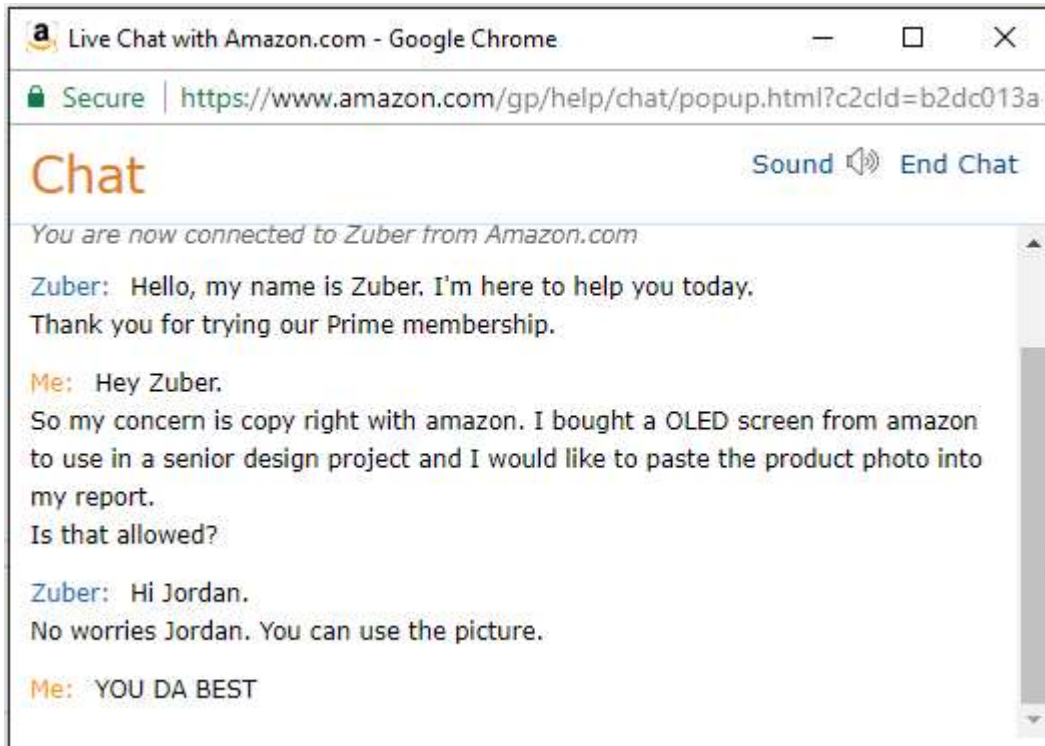 Live Chat with Amazon.com - Google Chrome
Secure | https://www.amazon.com/gp/help/chat/popup.html?c2cId=b2dc013a
Chat
Sound End Chat
You are now connected to Zuber from Amazon.com
Zuber: Hello, my name is Zuber. I'm here to help you today.
Thank you for trying our Prime membership.
Me: Hey Zuber.
So my concern is copy right with amazon. I bought a OLED screen from amazon
to use in a senior design project and I would like to paste the product photo into
my report.
Is that allowed?
Zuber: Hi Jordan.
No worries Jordan. You can use the picture.
Me: YOU DA BEST